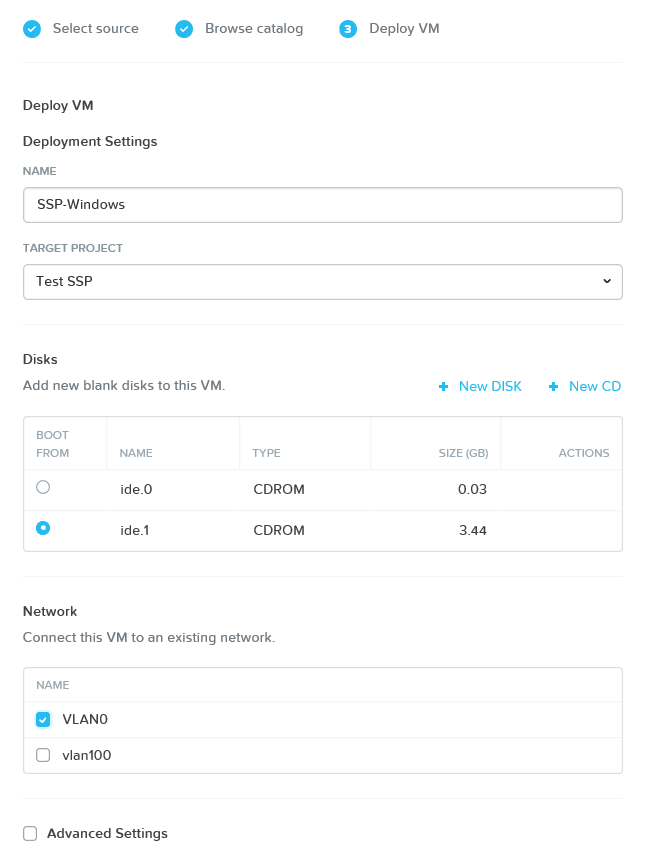 Select source Browse catalog 3 Deploy VM
Deploy VM
Deployment Settings
NAME
SSP-Windows
TARGET PROJECT
Test SSP
Disks
Add new blank disks to this VM.
+ New DISK + New CD
BOOT FROM NAME TYPE SIZE (GB) ACTIONS
ide.0 CDROM 0.03
ide.1 CDROM 3.44
Network
Connect this VM to an existing network.
NAME
VLAN0
vlan100
Advanced Settings